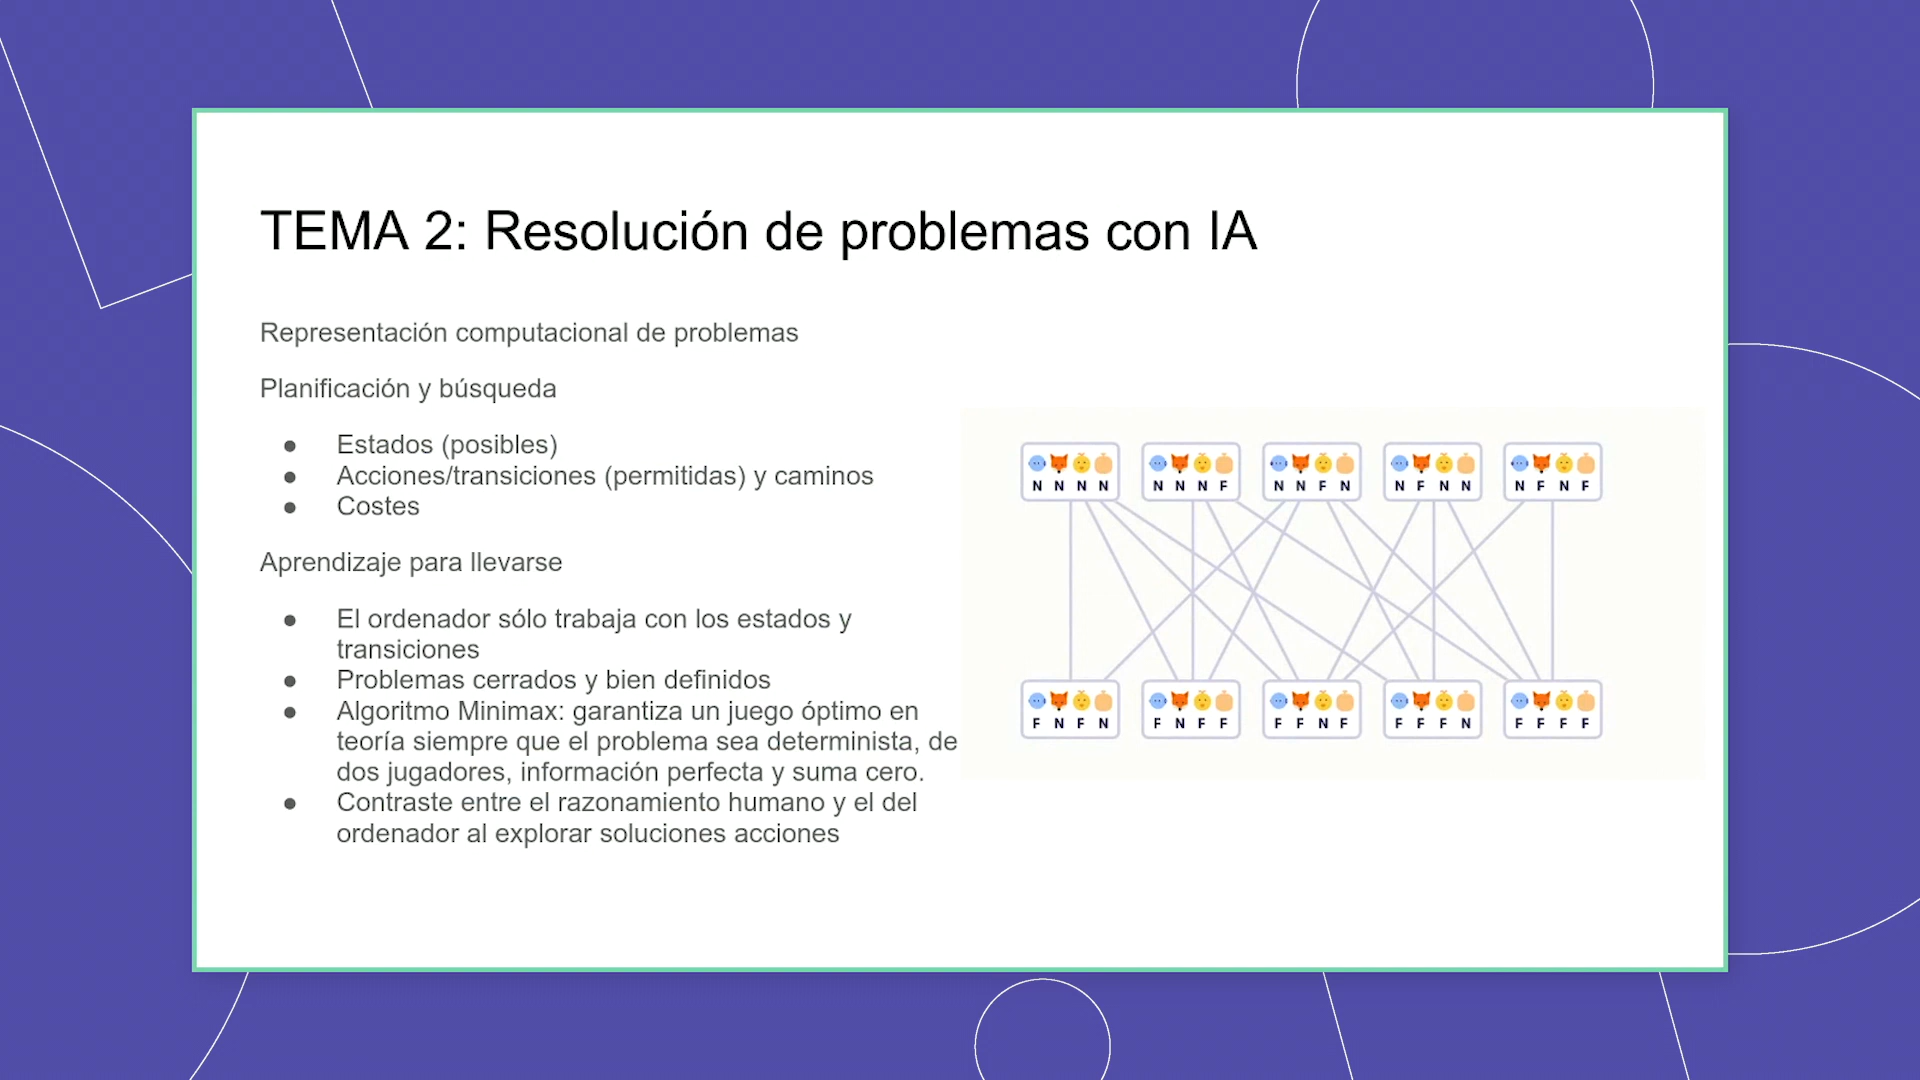 TEMA 2: Resolución de problemas con IA
Representación computacional de problemas
Planificación y búsqueda
● Estados (posibles)
● Acciones/transiciones (permitidas) y caminos
● Costes
Aprendizaje para llevarse
● El ordenador sólo trabaja con los estados y
transiciones
● Problemas cerrados y bien definidos
● Algoritmo Minimax: garantiza un juego óptimo en
teoría siempre que el problema sea determinista, de
dos jugadores, información perfecta y suma cero.
● Contraste entre el razonamiento humano y el del
ordenador al explorar soluciones acciones
N N N N
N N N F
N N F N
N F N N
N F N F
F N F N
F N F F
F F N F
F F F N
F F F F